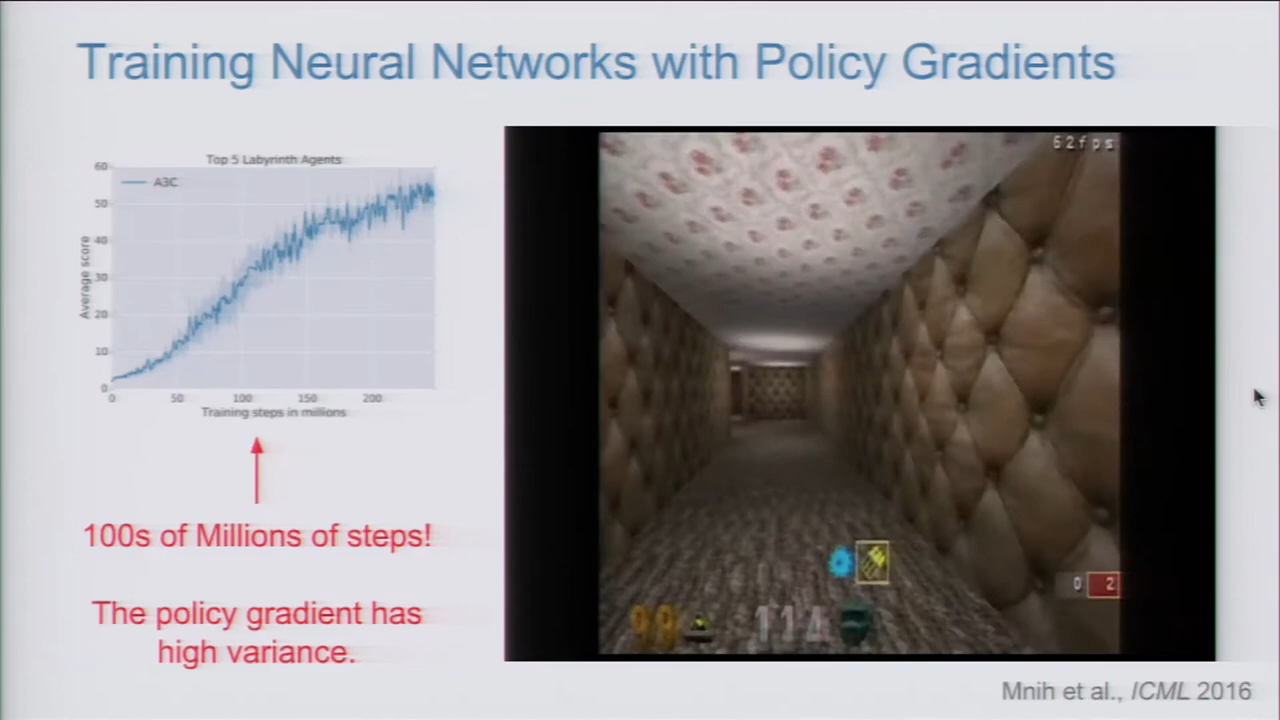 Training Neural Networks with Policy Gradients
Top 5 Labyrinth Agents
A3C
60
50
40
30
20
10
0
Average score
0 50 100 150 200
Training steps in millions
100s of Millions of steps!
The policy gradient has
high variance.
62fps
0 2
99 114
Mnih et al., ICML 2016